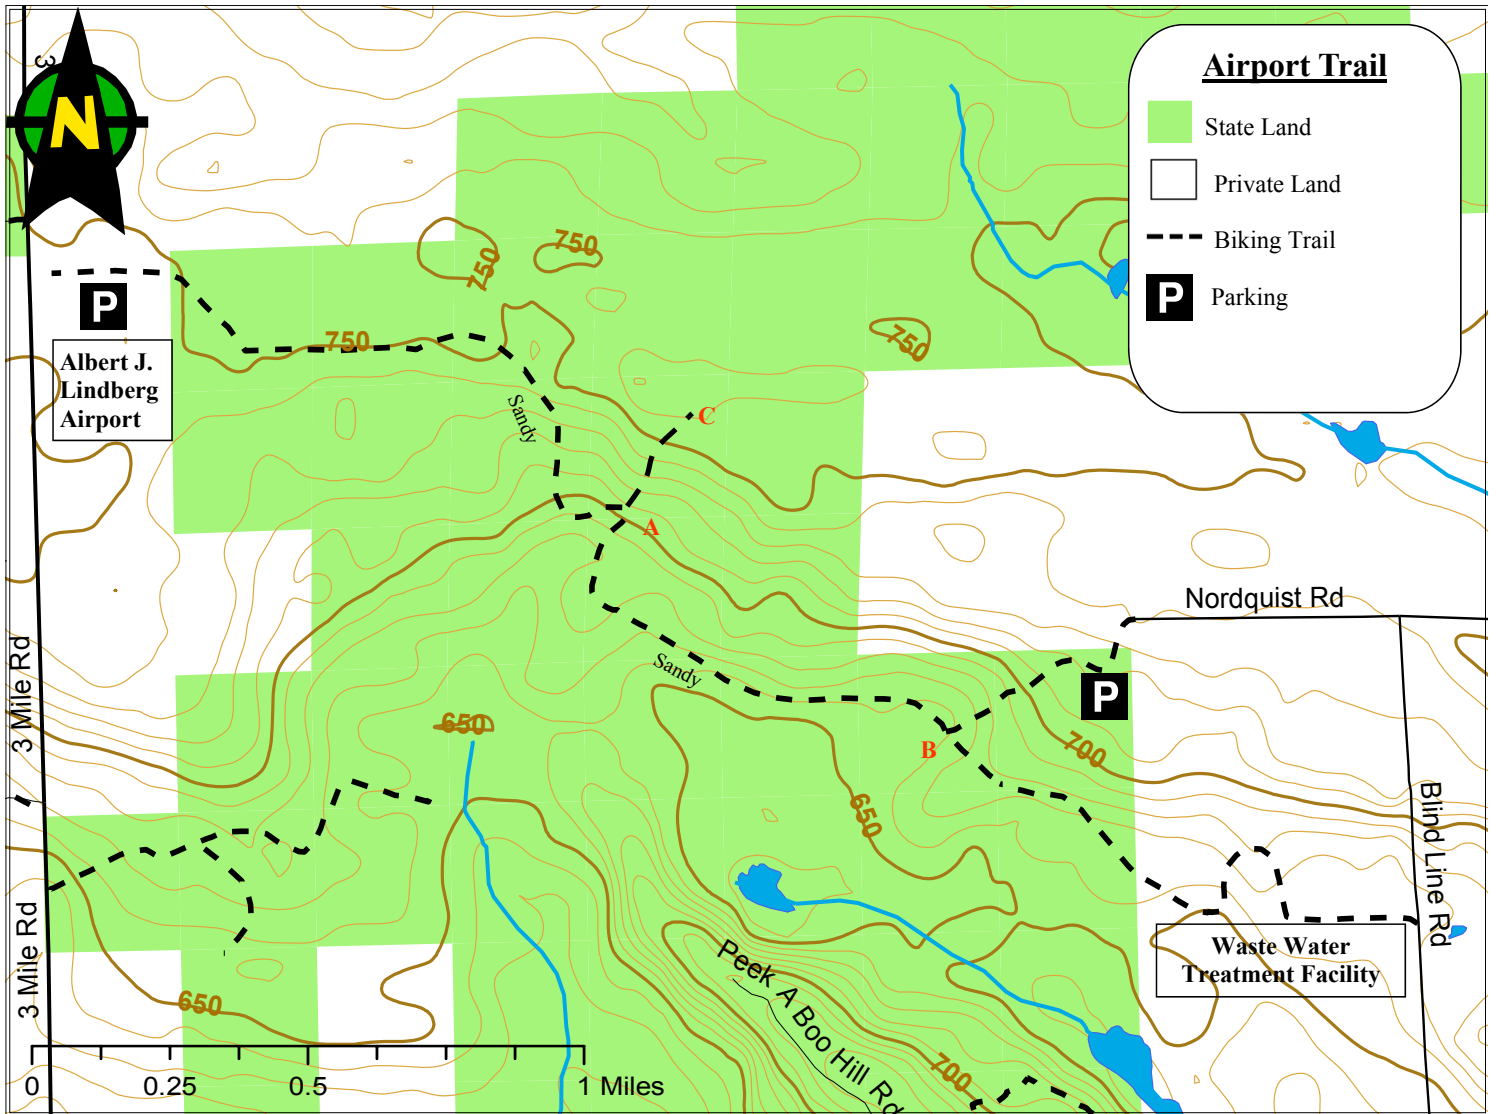 3
N
Airport Trail
State Land
Private Land
Biking Trail
P
Parking
750
750
750
750
P
Albert J.
Lindberg
Airport
Sandy
C
A
Nordquist Rd
Sandy
3 Mile Rd
P
650
B
700
650
Blind Line Rd
3 Mile Rd
Waste Water
Treatment Facility
Peek A Boo Hill Rd
650
700
0
0.25
0.5
1 Miles